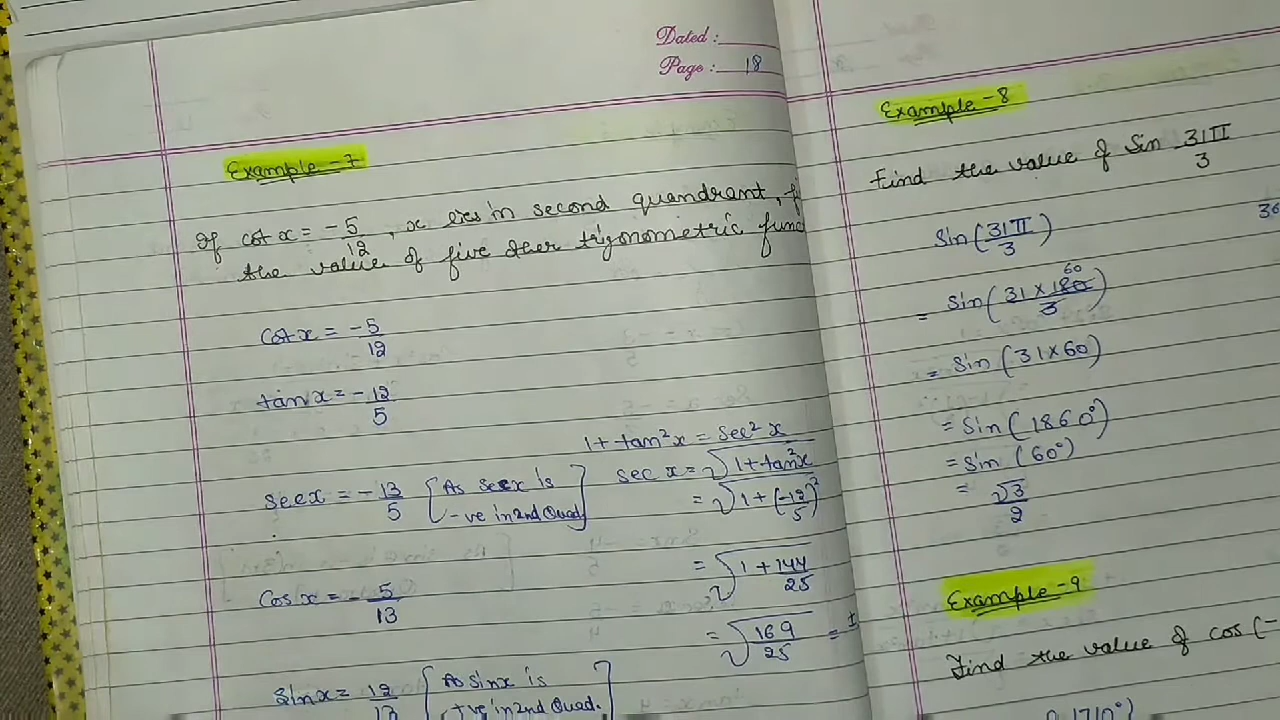 Dated :
Page : 18
Example - 7
If cot x = -5/12, x lies in second quandrant,
the value of five other trigonometric
cot x = -5/12
tan x = -12/5
1 + tan²x = sec²x
sec x = √(1+tan²x)
sec x = -13/5 [As sec x is -ve in 2nd Quad.]
= √(1 + (-12/5)²)
= √(1 + 144/25)
cos x = -5/13
= √(169/25) = ±
sin x = 12/13 [As sin x is +ve in 2nd Quad.]
Example - 8
Find the value of sin 31π/3
sin(31π/3)
= sin(31×180/3)
60
= sin(31×60)
= sin(1860°)
= sin(60°)
= √3/2
Example - 9
Find the value of cos(-
1710°)